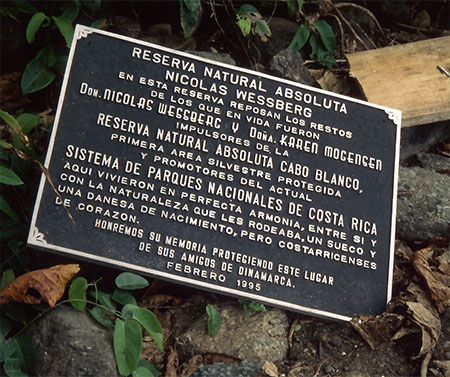 RESERVA NATURAL ABSOLUTA
NICOLAS WESSBERG
EN ESTA RESERVA REPOSAN LOS RESTOS
DE LOS QUE EN VIDA FUERON
DON. NICOLAS WESSBERG Y DOÑA. KAREN MOGENSEN
IMPULSORES DE LA
RESERVA NATURAL ABSOLUTA CABO BLANCO,
PRIMERA AREA SILVESTRE PROTEGIDA
Y PROMOTORES DEL ACTUAL
SISTEMA DE PARQUES NACIONALES DE COSTA RICA
AQUI VIVIERON EN PERFECTA ARMONIA, ENTRE SI Y
CON LA NATURALEZA QUE LES RODEABA, UN SUECO Y
UNA DANESA DE NACIMIENTO, PERO COSTARRICENSES
DE CORAZON.
HONREMOS SU MEMORIA PROTEGIENDO ESTE LUGAR
DE SUS AMIGOS DE DINAMARCA.
FEBRERO 1995